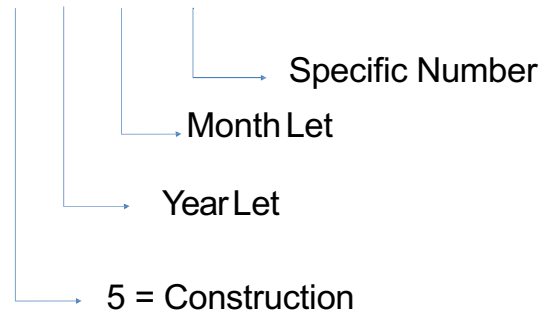 Specific Number
Month Let
Year Let
5 = Construction